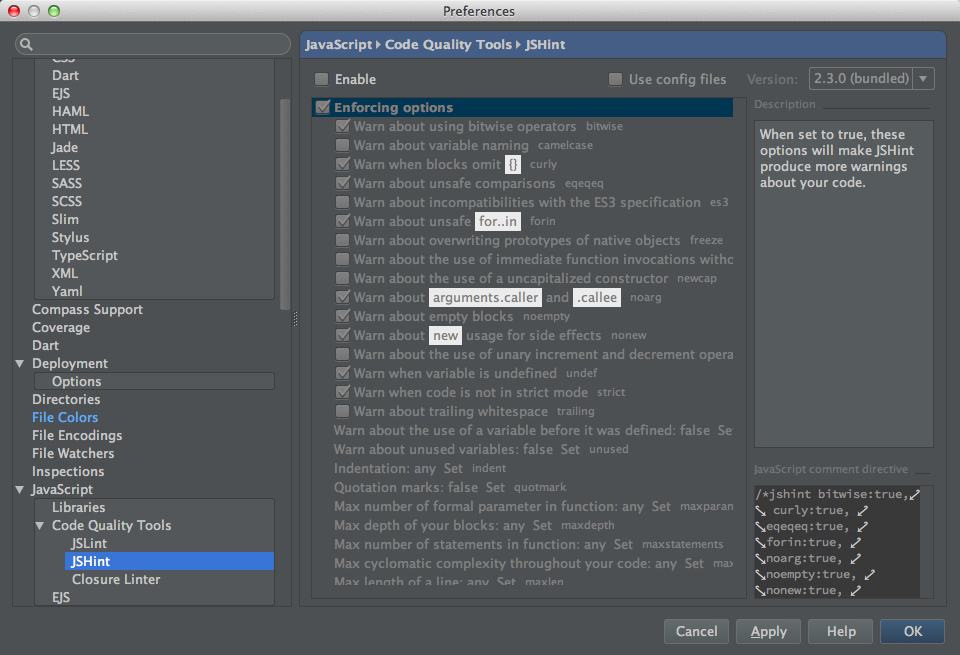 Preferences
CSS
Dart
EJS
HAML
HTML
Jade
LESS
SASS
SCSS
Slim
Stylus
TypeScript
XML
Yaml
Compass Support
Coverage
Dart
Deployment
Options
Directories
File Colors
File Encodings
File Watchers
Inspections
JavaScript
Libraries
Code Quality Tools
JSLint
JSHint
Closure Linter
EJS
JavaScript ▸ Code Quality Tools ▸ JSHint
Enable
Use config files
Version: 2.3.0 (bundled)
Enforcing options
Warn about using bitwise operators bitwise
Warn about variable naming camelcase
Warn when blocks omit {} curly
Warn about unsafe comparisons eqeqeq
Warn about incompatibilities with the ES3 specification es3
Warn about unsafe for..in forin
Warn about overwriting prototypes of native objects freeze
Warn about the use of immediate function invocations withc
Warn about the use of a uncapitalized constructor newcap
Warn about arguments.caller and .callee noarg
Warn about empty blocks noempty
Warn about new usage for side effects nonew
Warn about the use of unary increment and decrement opera
Warn when variable is undefined undef
Warn when code is not in strict mode strict
Warn about trailing whitespace trailing
Warn about the use of a variable before it was defined: false Se
Warn about unused variables: false Set unused
Indentation: any Set indent
Quotation marks: false Set quotmark
Max number of formal parameter in function: any Set maxparan
Max depth of your blocks: any Set maxdepth
Max number of statements in function: any Set maxstatements
Max cyclomatic complexity throughout your code: any Set max
Max length of a line: any Set maxlen
Description
When set to true, these
options will make JSHint
produce more warnings
about your code.
JavaScript comment directive
/*jshint bitwise:true,
curly:true,
eqeqeq:true,
forin:true,
noarg:true,
noempty:true,
nonew:true,
Cancel
Apply
Help
OK